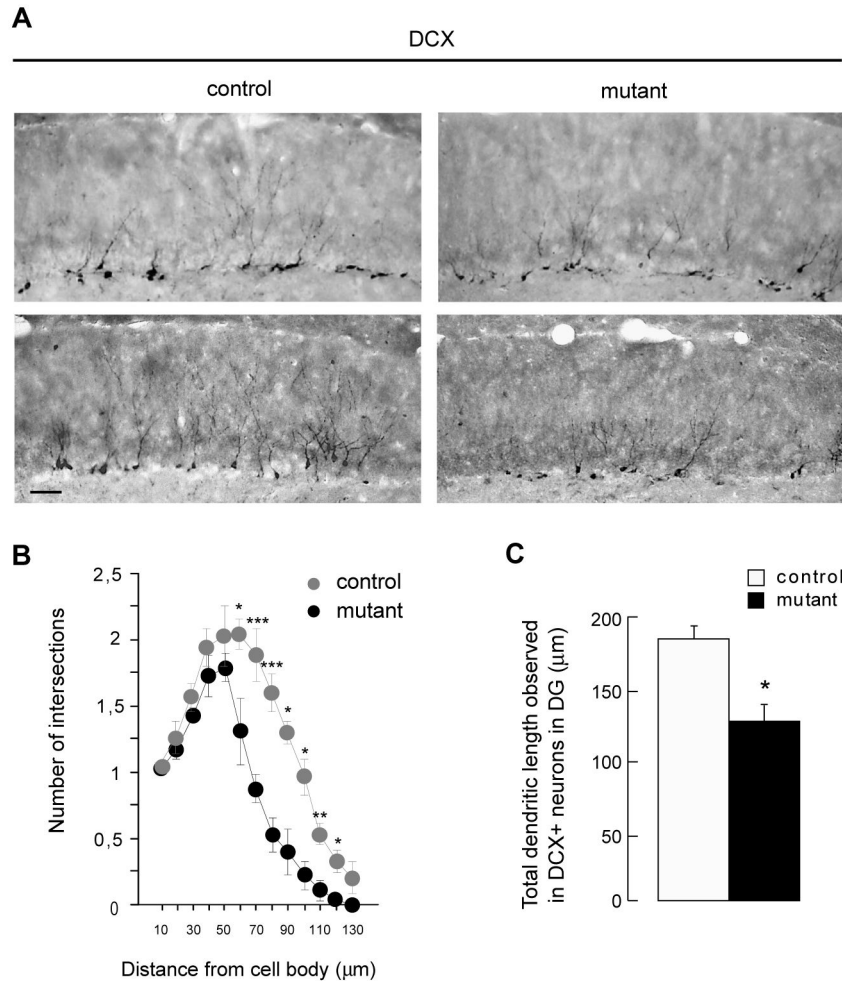 A
DCX
control
mutant
B
Number of intersections
2,5
2
1,5
1
0,5
0
control
mutant
*
***
***
*
*
**
*
10 30 50 70 90 110 130
Distance from cell body (µm)
C
control
mutant
Total dendritic length observed
in DCX+ neurons in DG (µm)
200
150
100
50
0
*